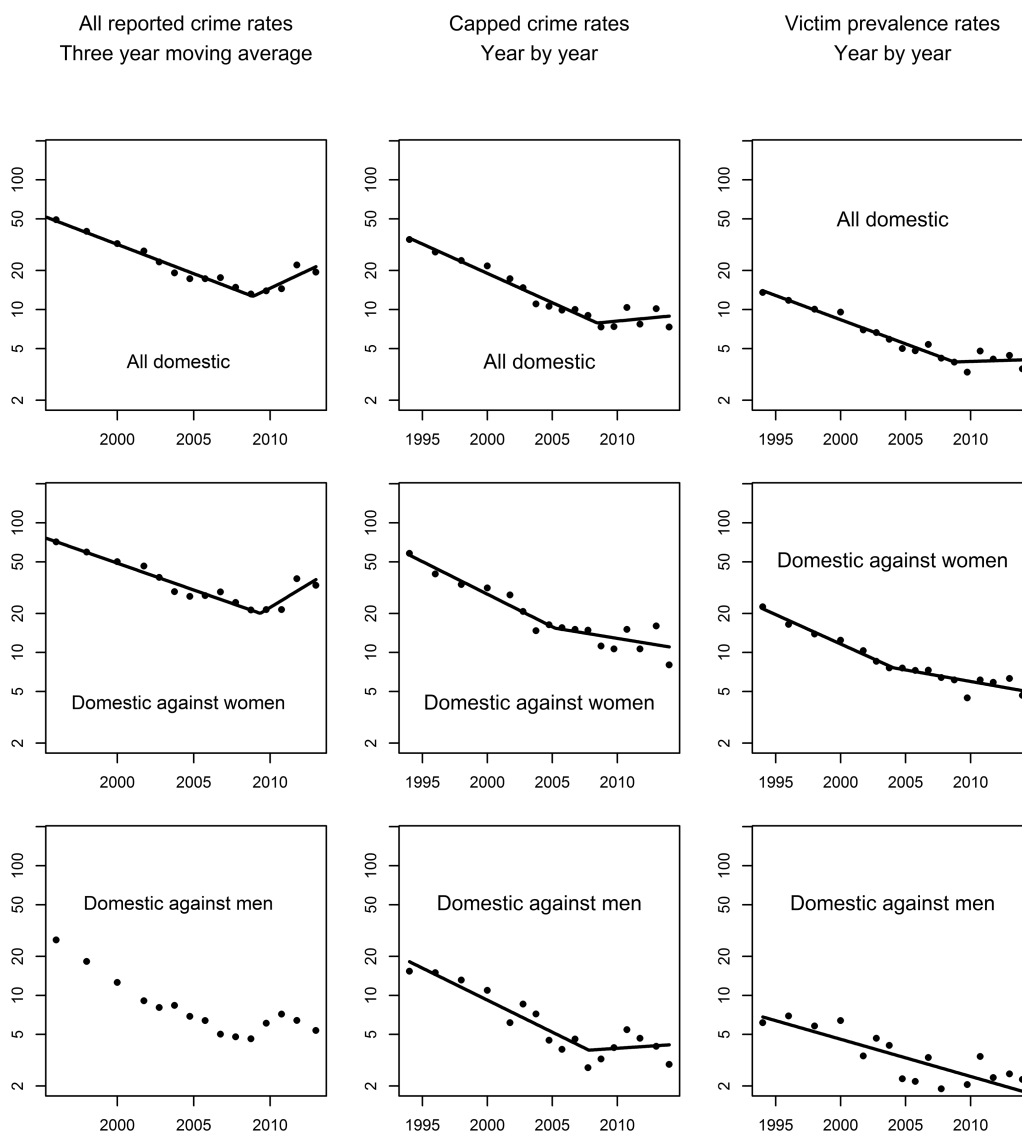 All reported crime rates
Three year moving average
Capped crime rates
Year by year
Victim prevalence rates
Year by year
100
50
20
10
5
2
All domestic
2000 2005 2010
100
50
20
10
5
2
All domestic
1995 2000 2005 2010
100
50
20
10
5
2
All domestic
1995 2000 2005 2010
100
50
20
10
5
2
Domestic against women
2000 2005 2010
100
50
20
10
5
2
Domestic against women
1995 2000 2005 2010
100
50
20
10
5
2
Domestic against women
1995 2000 2005 2010
100
50
20
10
5
2
Domestic against men
2000 2005 2010
100
50
20
10
5
2
Domestic against men
1995 2000 2005 2010
100
50
20
10
5
2
Domestic against men
1995 2000 2005 2010